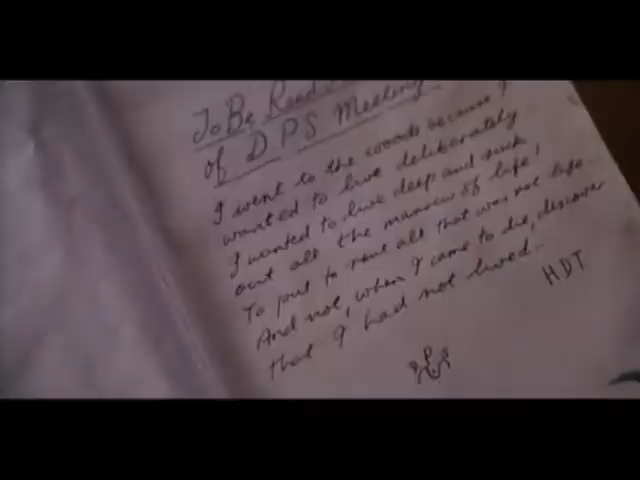 To Be Read
of D P S Meeting
I went to the woods because I
wanted to live deliberately
I wanted to live deep and suck
out all the marrow of life,
To put to rout all that was not life..
And not, when I came to die, discover
that I had not lived..
HDT